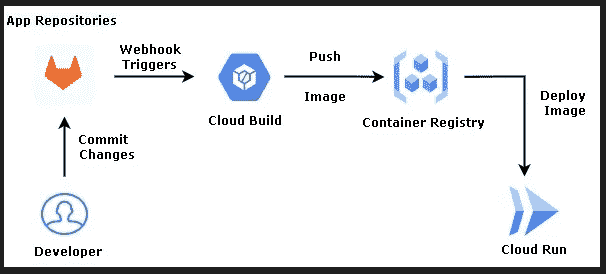 App Repositories
Webhook
Triggers
Push
Image
Cloud Build
Container Registry
Deploy
Image
Commit
Changes
Developer
Cloud Run